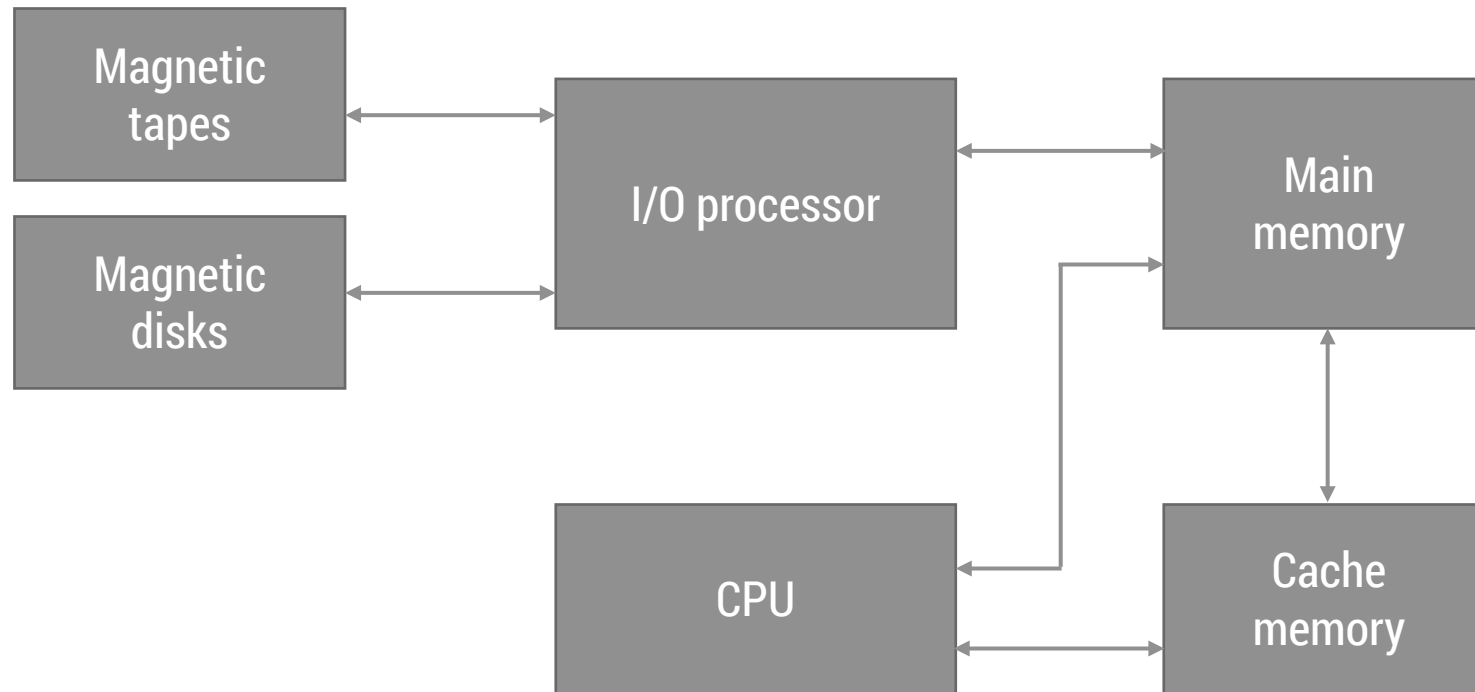 Magnetic
tapes
Magnetic
disks
I/O processor
Main
memory
CPU
Cache
memory